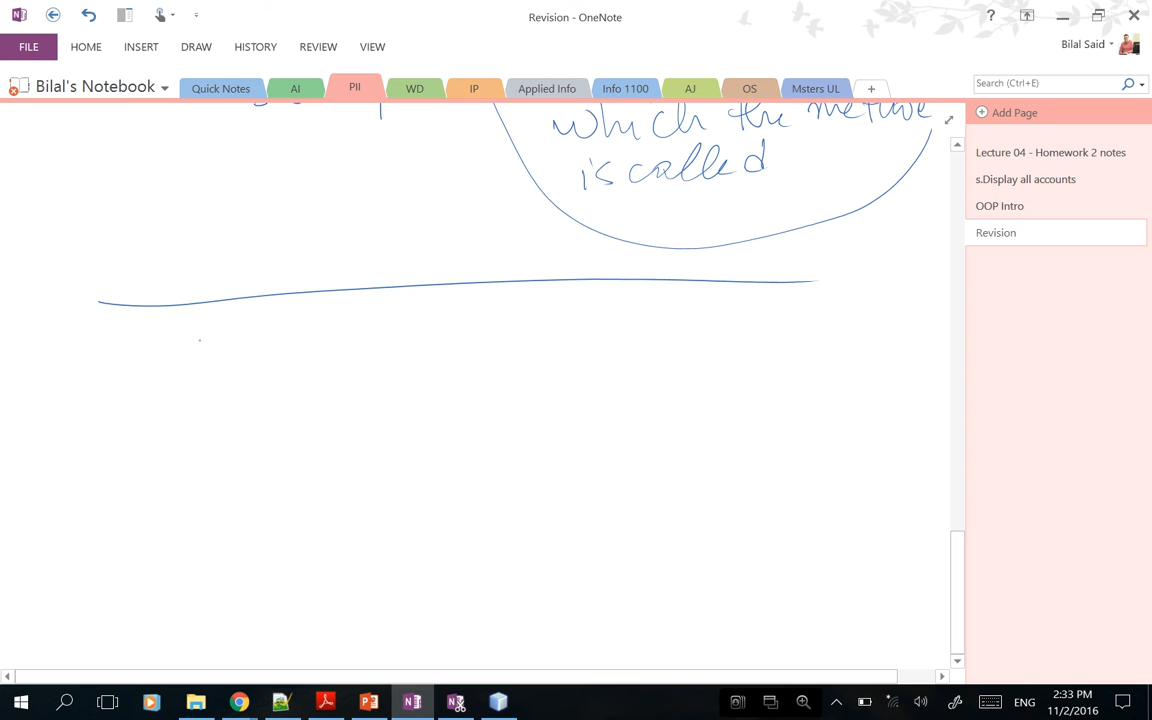 Revision - OneNote
?
Bilal Said
FILE
HOME
INSERT
DRAW
HISTORY
REVIEW
VIEW
Bilal's Notebook
Quick Notes
AI
PII
WD
IP
Applied Info
Info 1100
AJ
OS
Msters UL
+
Search (Ctrl+E)
Add Page
Lecture 04 - Homework 2 notes
s.Display all accounts
OOP Intro
Revision
which the
is called
ENG
2:33 PM
11/2/2016